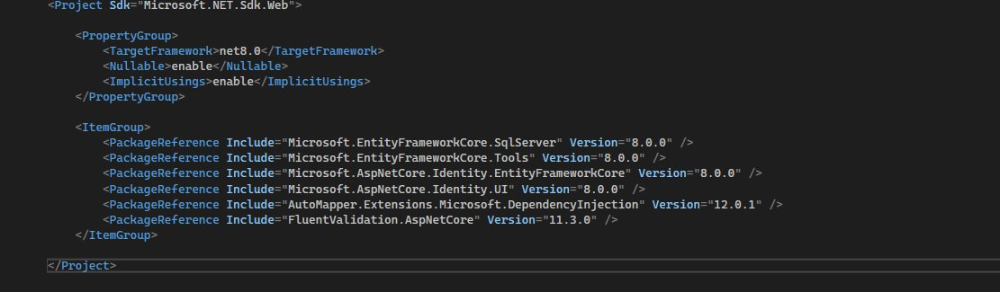 <Project Sdk="Microsoft.NET.Sdk.Web">
<PropertyGroup>
<TargetFramework>net8.0</TargetFramework>
<Nullable>enable</Nullable>
<ImplicitUsings>enable</ImplicitUsings>
</PropertyGroup>
<ItemGroup>
<PackageReference Include="Microsoft.EntityFrameworkCore.SqlServer" Version="8.0.0" />
<PackageReference Include="Microsoft.EntityFrameworkCore.Tools" Version="8.0.0" />
<PackageReference Include="Microsoft.AspNetCore.Identity.EntityFrameworkCore" Version="8.0.0" />
<PackageReference Include="Microsoft.AspNetCore.Identity.UI" Version="8.0.0" />
<PackageReference Include="AutoMapper.Extensions.Microsoft.DependencyInjection" Version="12.0.1" />
<PackageReference Include="FluentValidation.AspNetCore" Version="11.3.0" />
</ItemGroup>
</Project>